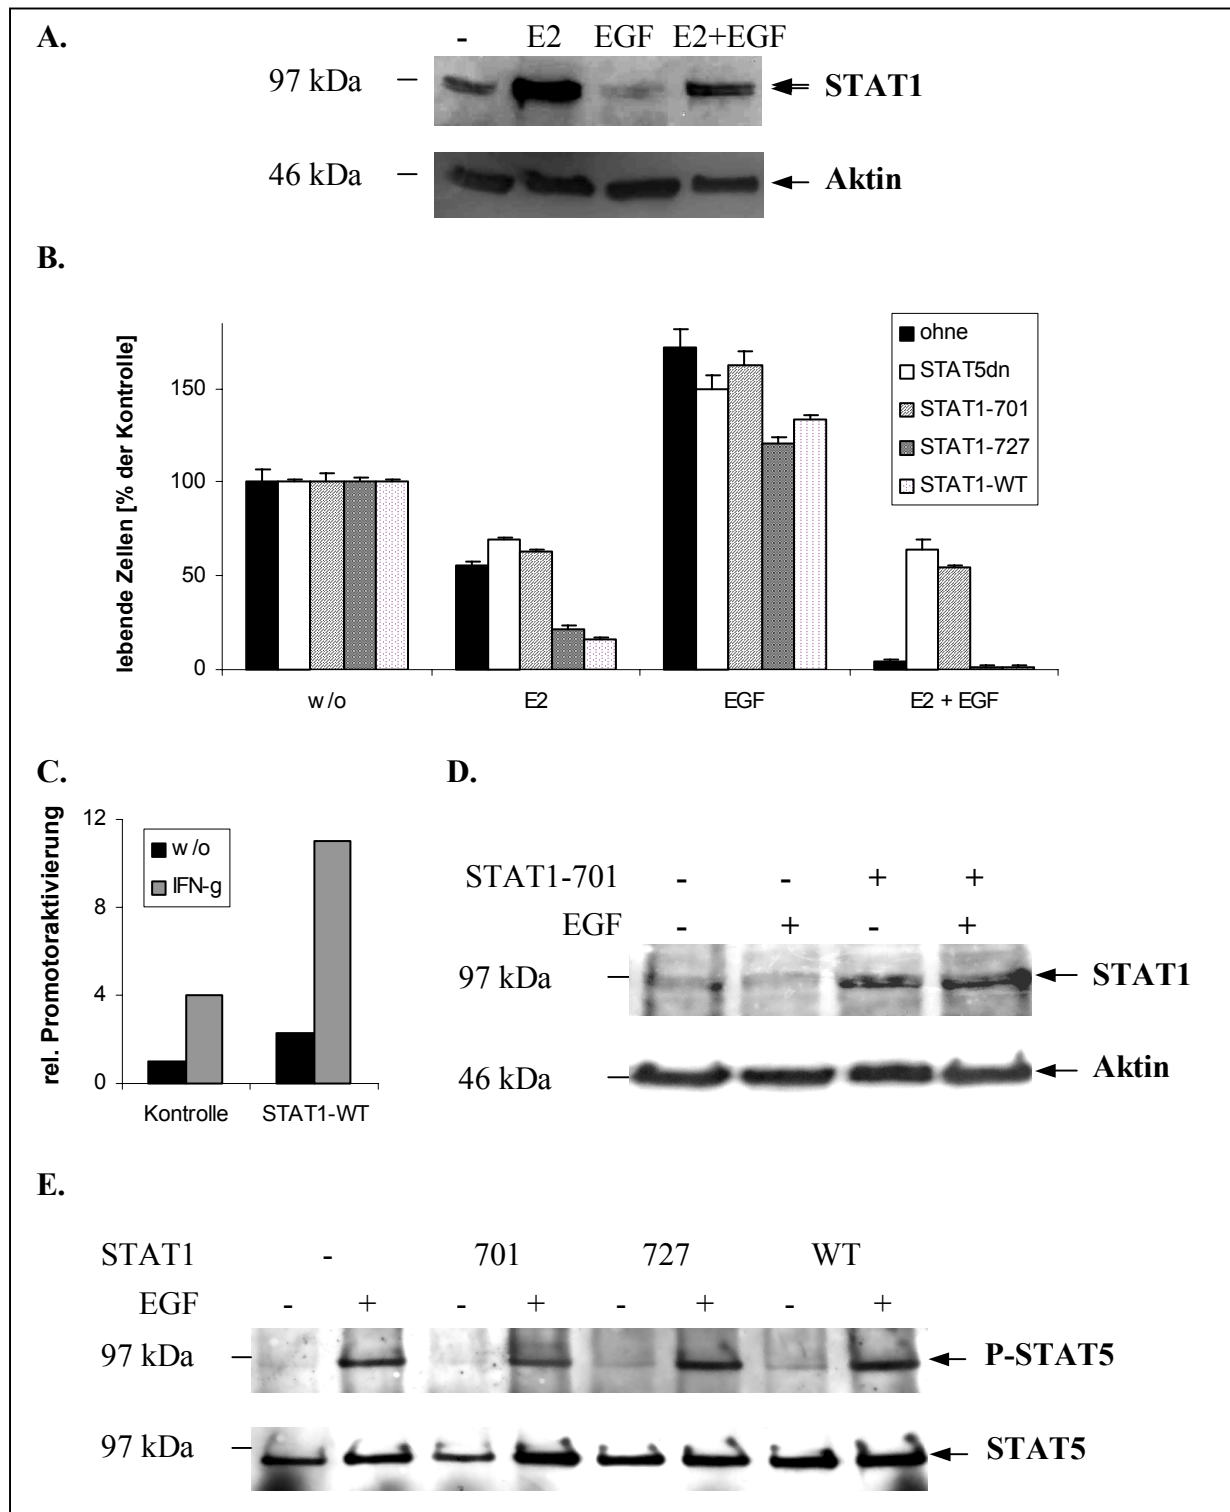 A.
- E2 EGF E2+EGF
97 kDa STAT1
46 kDa Aktin
B.
lebende Zellen [% der Kontrolle]
150
100
50
0
w/o E2 EGF E2 + EGF
ohne
STAT5dn
STAT1-701
STAT1-727
STAT1-WT
C.
rel. Promotoraktivierung
12
8
4
0
w/o
IFN-g
Kontrolle STAT1-WT
D.
STAT1-701 - - + +
EGF - + - +
97 kDa STAT1
46 kDa Aktin
E.
STAT1 - 701 727 WT
EGF - + - + - + - +
97 kDa P-STAT5
97 kDa STAT5